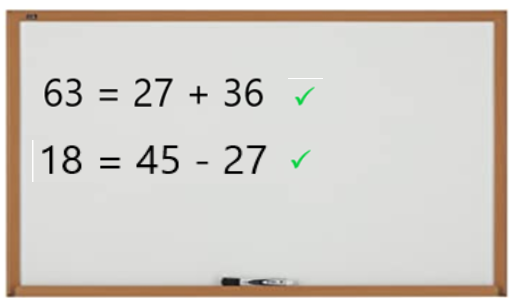 63 = 27 + 36 ✓
18 = 45 - 27 ✓